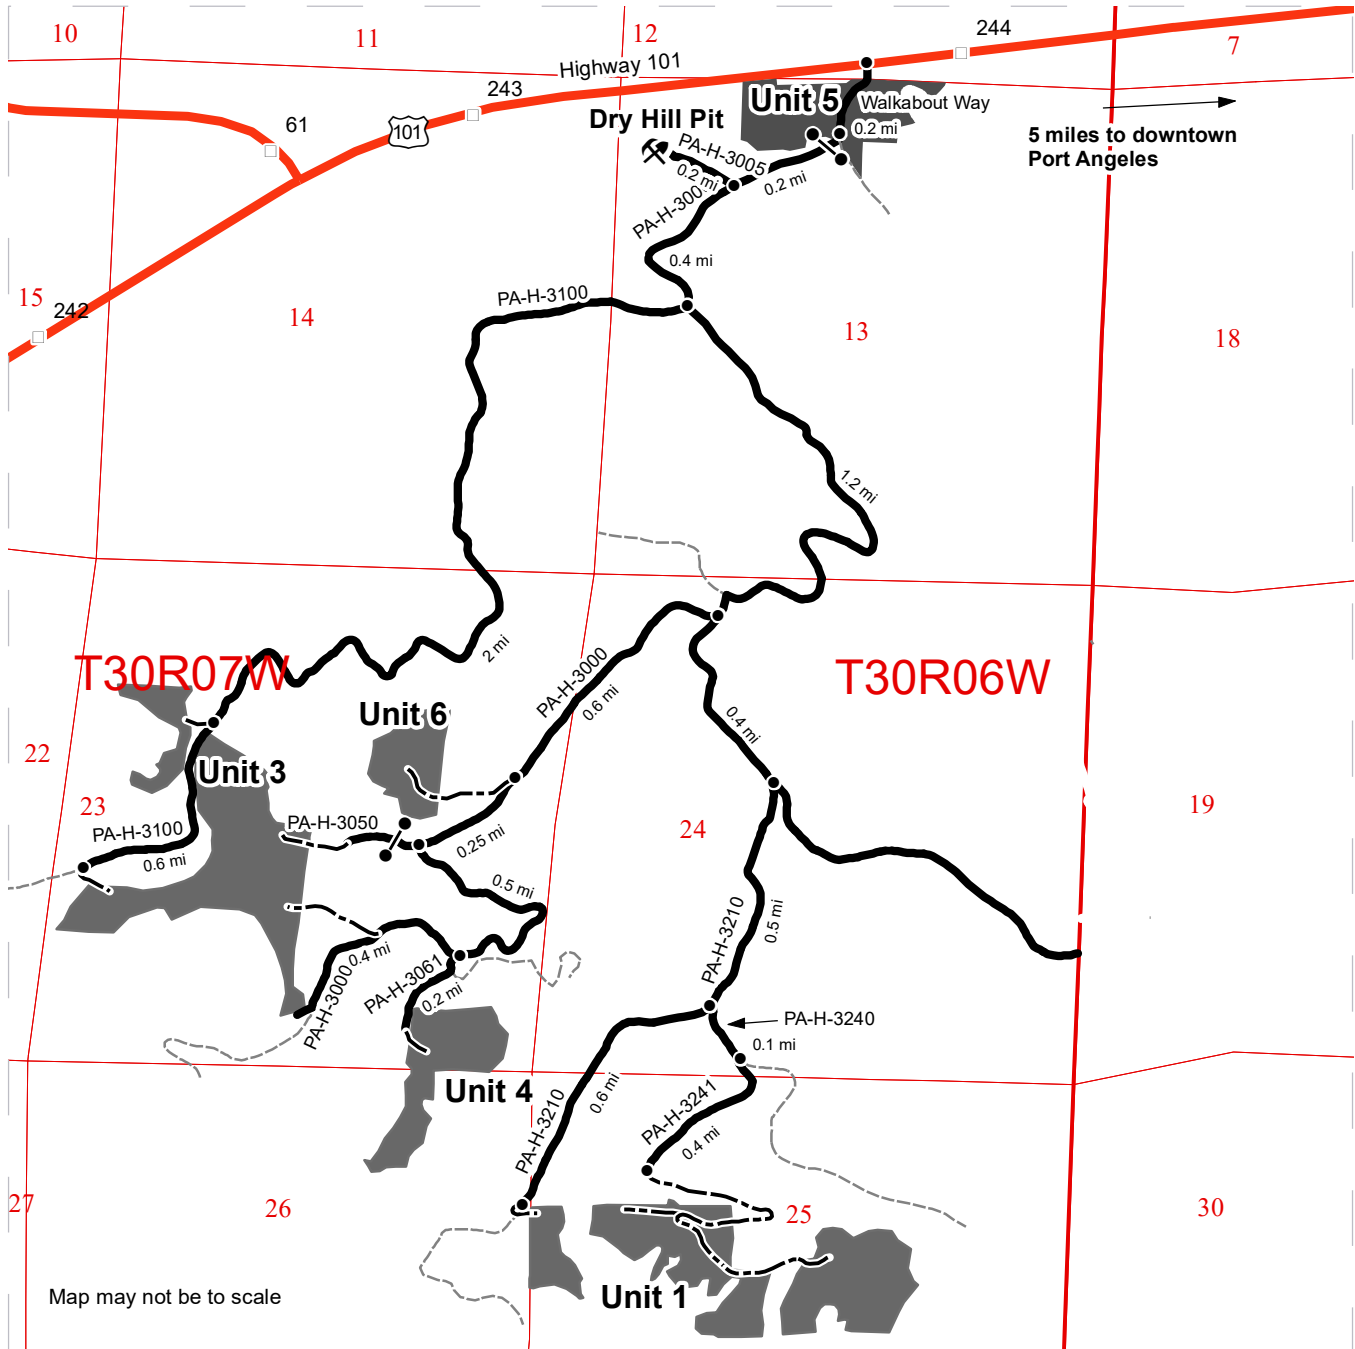 10
11
12
244
7
Highway 101
243
61
101
Unit 5
Walkabout Way
0.2 mi
Dry Hill Pit
5 miles to downtown
Port Angeles
PA-H-3005
0.2 mi
0.2 mi
PA-H-300
0.4 mi
15
242
14
PA-H-3100
13
18
1.2 mi
2 mi
T30R07W
T30R06W
PA-H-3000
0.6 mi
Unit 6
0.4 mi
22
Unit 3
23
PA-H-3100
0.6 mi
PA-H-3050
0.25 mi
24
19
0.5 mi
PA-H-3210
0.5 mi
0.4 mi
PA-H-3000
PA-H-3061
0.2 mi
PA-H-3240
0.1 mi
Unit 4
PA-H-3210
0.6 mi
PA-H-3241
0.4 mi
27
26
25
30
Unit 1
Map may not be to scale